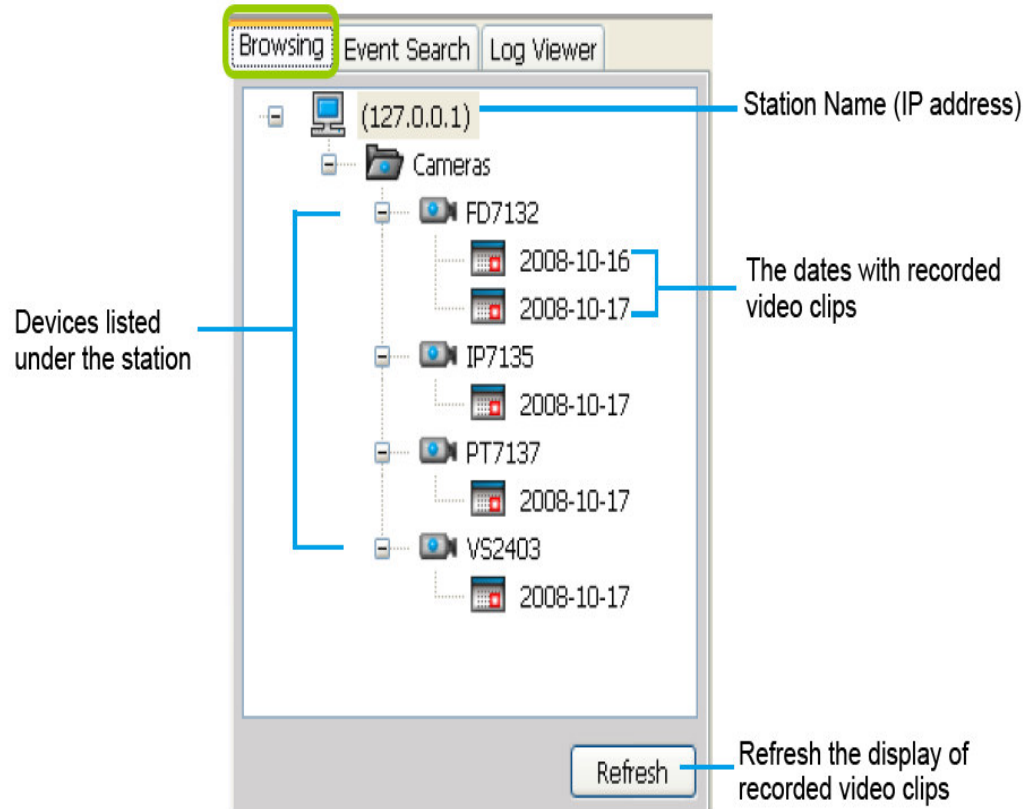 Browsing Event Search Log Viewer
(127.0.0.1)
Station Name (IP address)
Cameras
FD7132
2008-10-16
2008-10-17
The dates with recorded
video clips
Devices listed
under the station
IP7135
2008-10-17
PT7137
2008-10-17
VS2403
2008-10-17
Refresh
Refresh the display of
recorded video clips